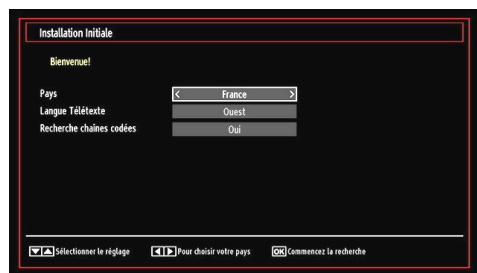 Installation Initiale
Bienvenue!
Pays < France >
Langue Télétexte Ouest
Recherche chaînes codées Oui
Sélectionner le réglage Pour choisir votre pays OK Commencez la recherche